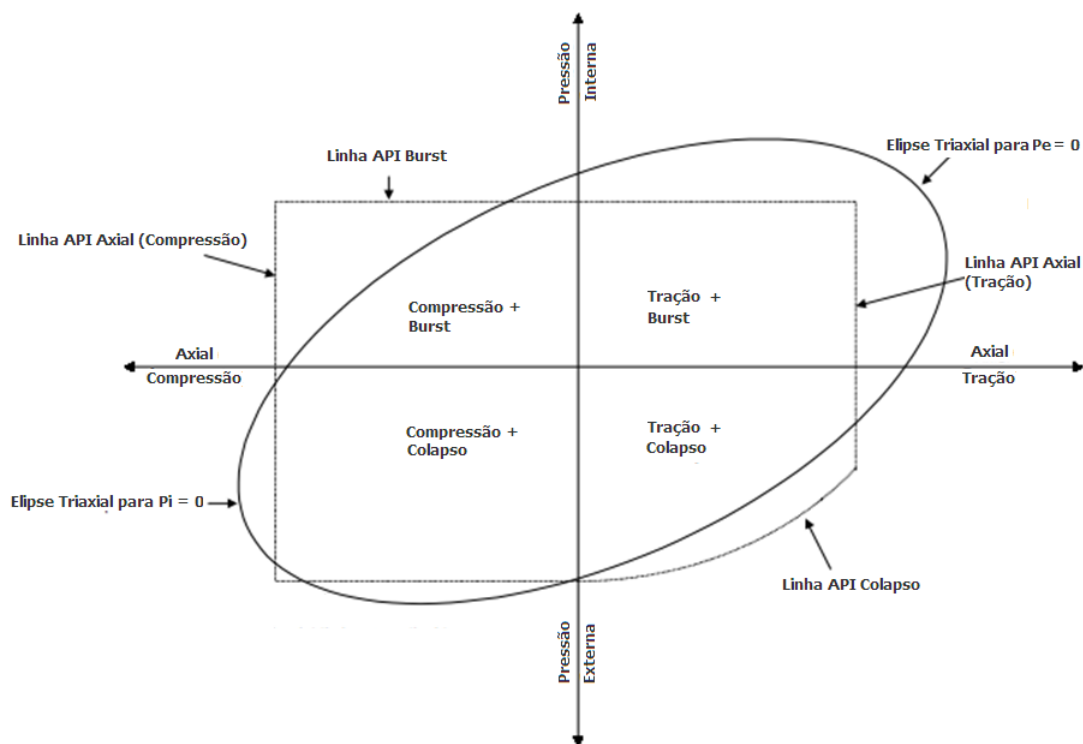 Pressão
Interna
Linha API Burst
Elipse Triaxial para Pe = 0
Linha API Axial (Compressão)
Linha API Axial
(Tração)
Compressão +
Burst
Tração +
Burst
Axial
Compressão
Axial
Tração
Compressão +
Colapso
Tração +
Colapso
Elipse Triaxial para Pi = 0
Linha API Colapso
Pressão
Externa